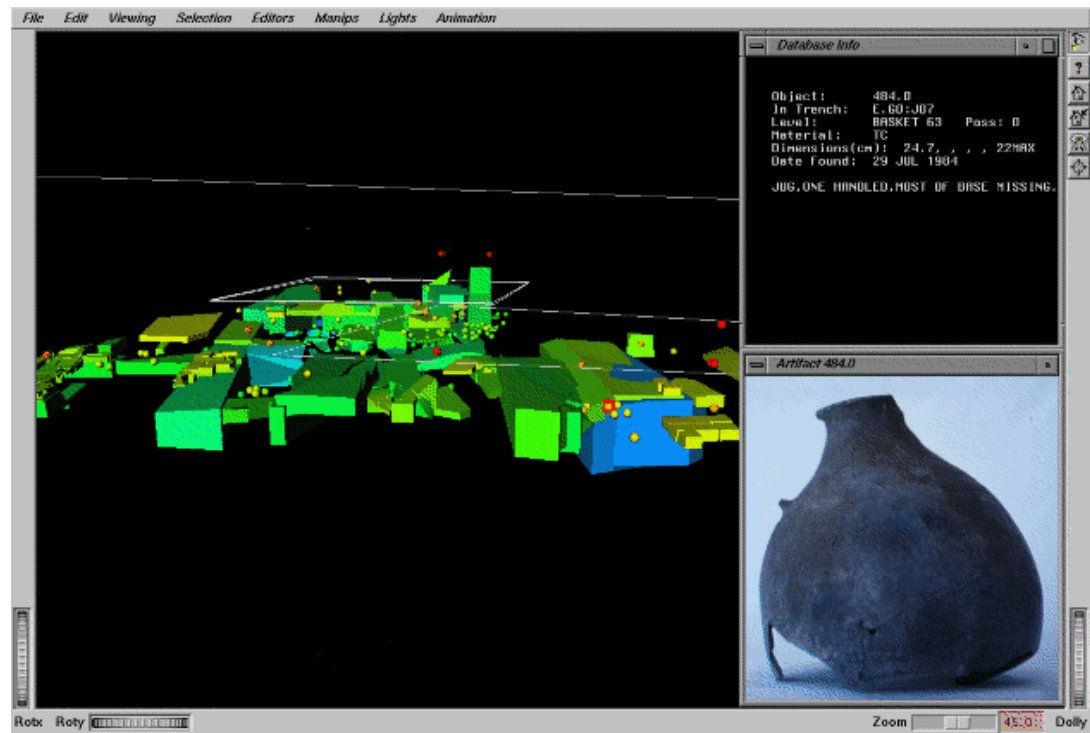 File Edit Viewing Selection Editors Manips Lights Animation
Database Info
Object: 484.0
In Trench: E.60:J07
Level: BASKET 63 Poss: 0
Material: TC
Dimensions(cm): 24.7, , , , 22MAX
Date found: 29 JUL 1984
JUG,ONE HANDLED,MOST OF BASE MISSING.
Artifact 484.0
?
Rotx Roty Zoom 45.0 Dolly